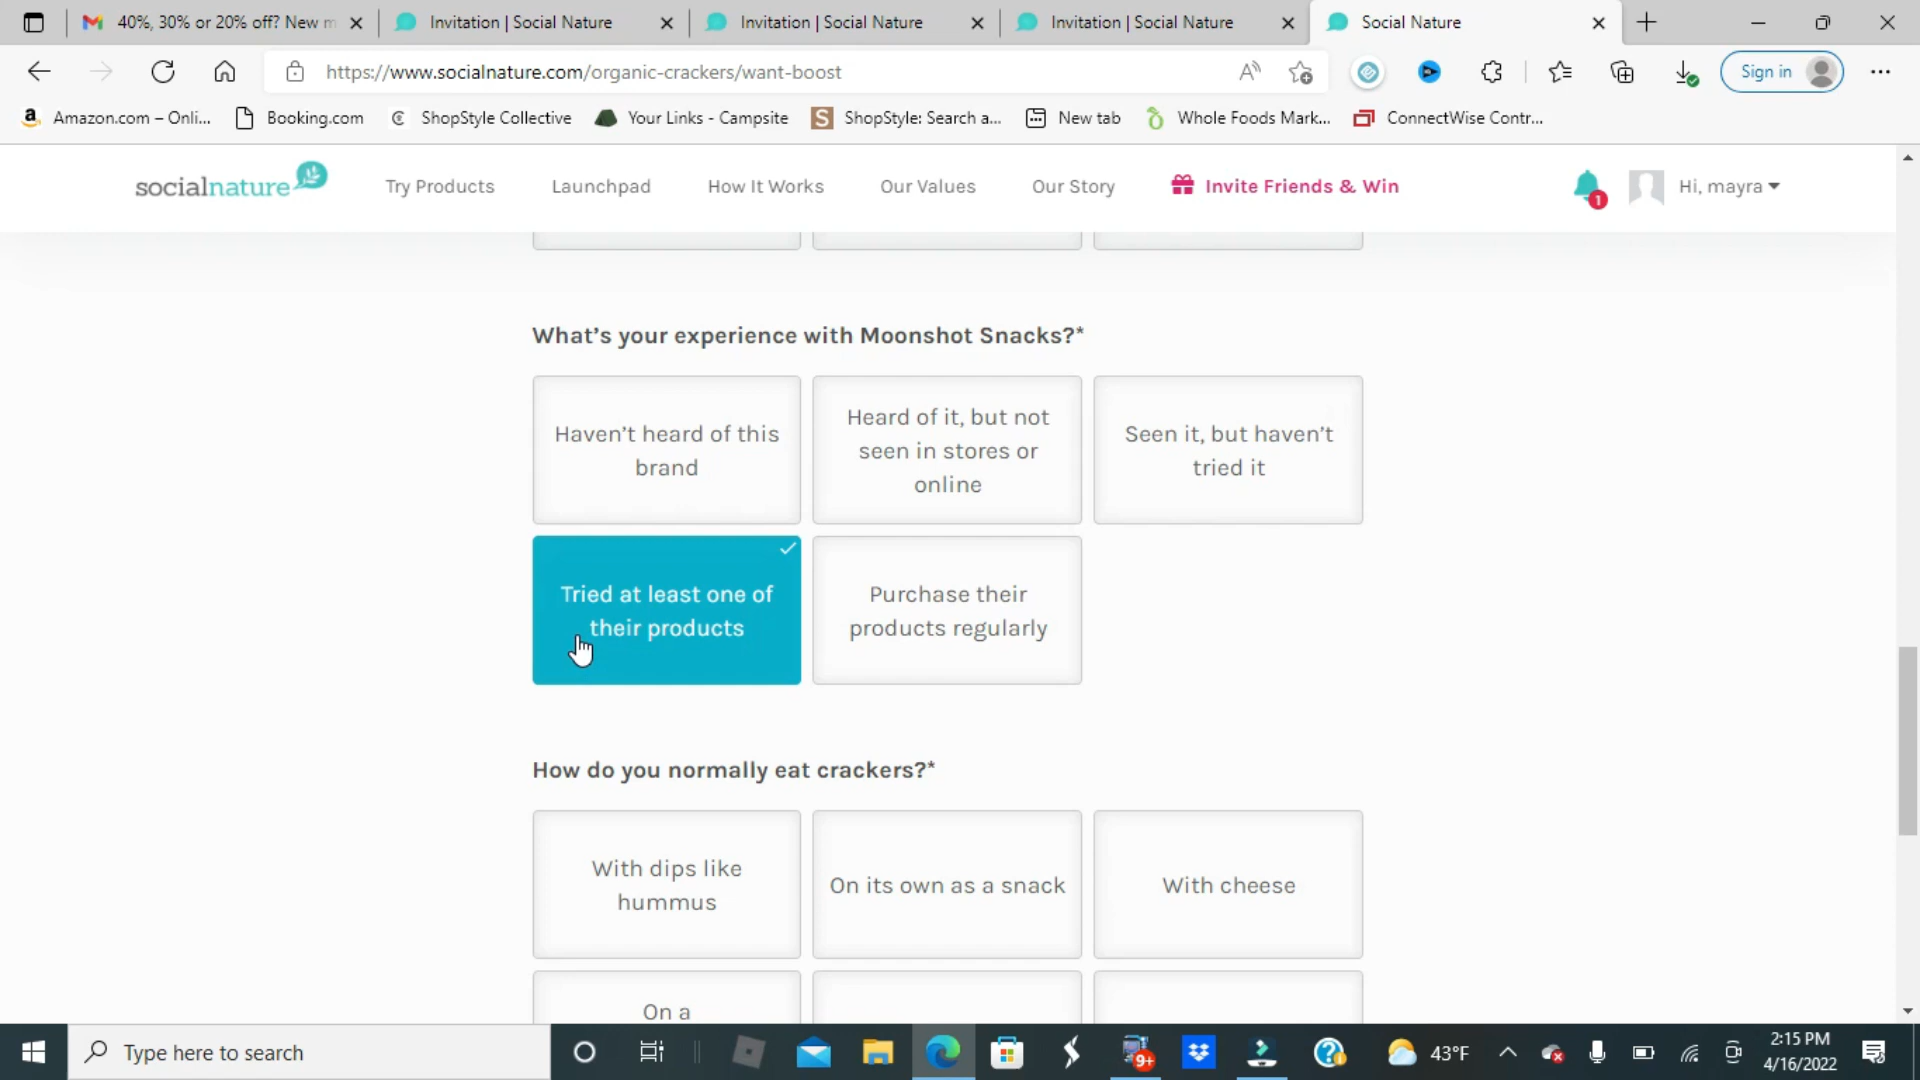 40%, 30% or 20% off? New m
Invitation | Social Nature
Invitation | Social Nature
Invitation | Social Nature
Social Nature
https://www.socialnature.com/organic-crackers/want-boost
Sign in
Amazon.com – Onli...
Booking.com
ShopStyle Collective
Your Links - Campsite
ShopStyle: Search a...
New tab
Whole Foods Mark...
ConnectWise Contr...
socialnature
Try Products
Launchpad
How It Works
Our Values
Our Story
Invite Friends & Win
1
Hi, mayra
What's your experience with Moonshot Snacks?*
Haven't heard of this
brand
Heard of it, but not
seen in stores or
online
Seen it, but haven't
tried it
Tried at least one of
their products
Purchase their
products regularly
How do you normally eat crackers?*
With dips like
hummus
On its own as a snack
With cheese
On a
Type here to search
9+
43°F
2:15 PM
4/16/2022